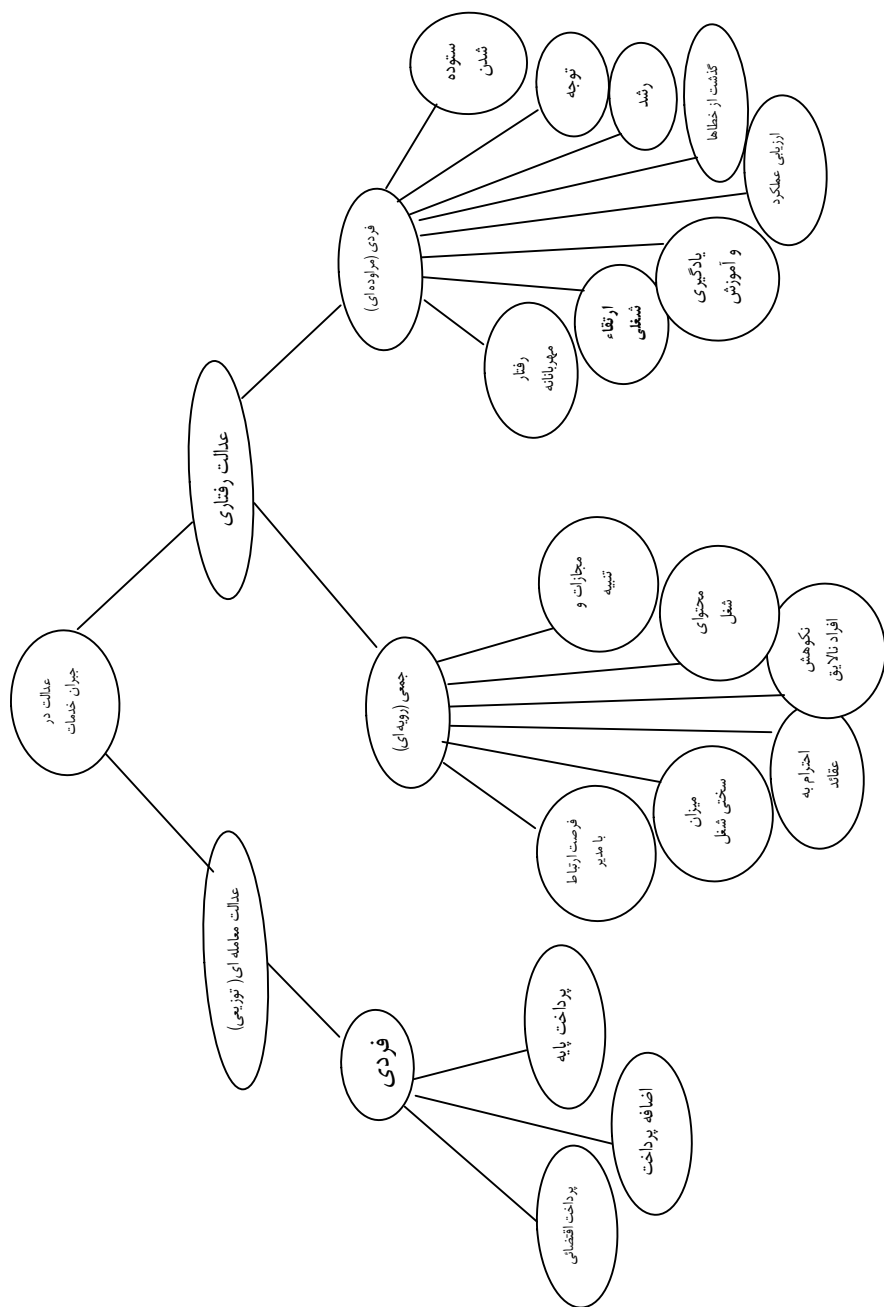 عدالت در
جبران خدمات
عدالت رفتاری
عدالت معامله ای( توزیعی)
فردی (مراوده ای)
جمعی (رویه ای)
فردی
ستوده
شدن
توجه
رشد
گذشت از خطاها
ارزیابی عملکرد
یادگیری
و آموزش
ارتقاء
شغلی
رفتار
مهربانانه
مجازات و
تنبیه
محتوای
شغل
نکوهش
افراد نالایق
احترام به
عقائد
میزان
سختی شغل
فرصت ارتباط
با مدیر
پرداخت پایه
اضافه پرداخت
پرداخت اقتضائی